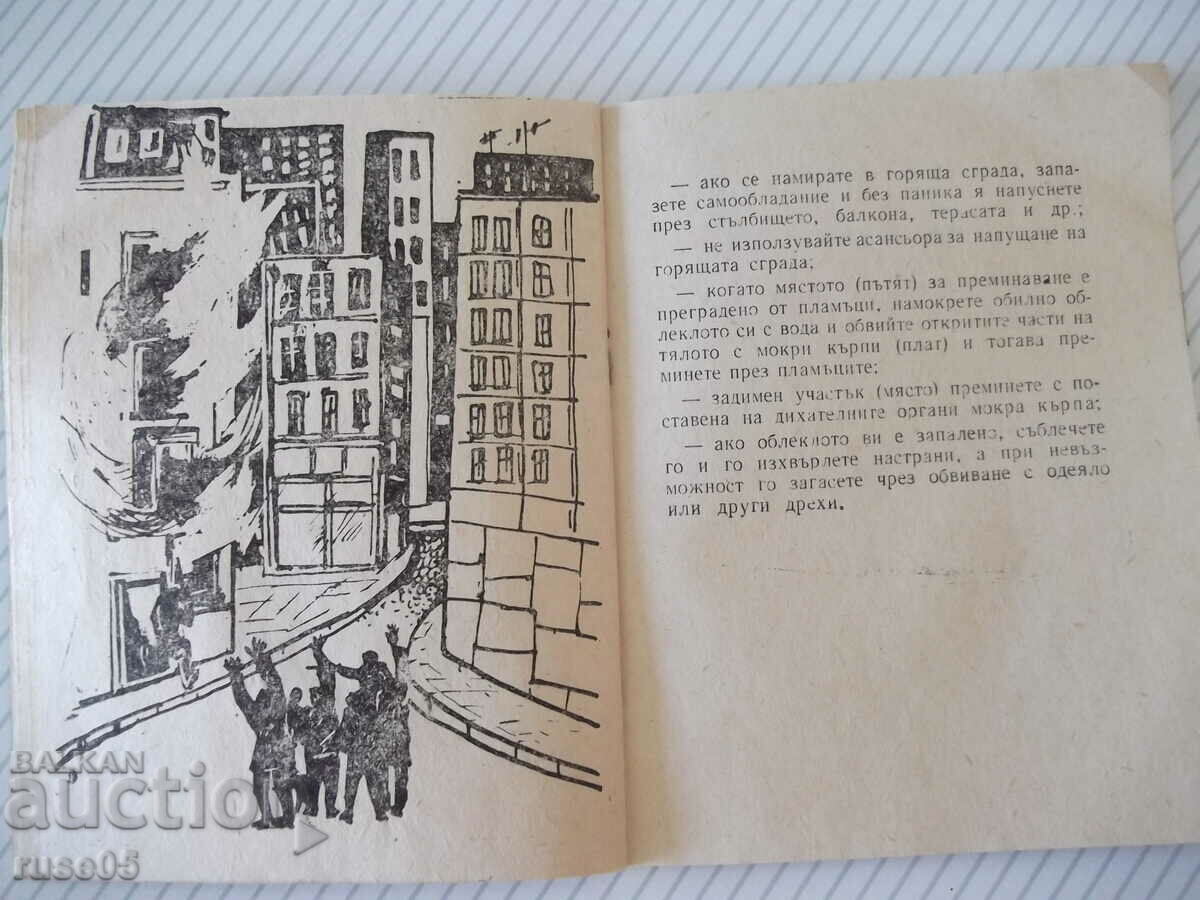 — ако се намирате в горяща сграда, запа-
зете самообладание и без паника я напуснете
през стълбището, балкона, терасата и др.;
— не използувайте асансьора за напущане на
горящата сграда;
— когато мястото (пътят) за преминаване е
преградено от пламъци, намокрете обилно об-
леклото си с вода и обвийте откритите части на
тялото с мокри кърпи (плат) и тогава пре-
минете през пламъците;
— задимен участък (място) преминете с по-
ставена на дихателните органи мокра кърпа;
— ако облеклото ви е запалено, съблечете
го и го изхвърлете настрани, а при невъз-
можност го загасете чрез обвиване с одеяло
или други дрехи.
BALKAN
auction
ruse05